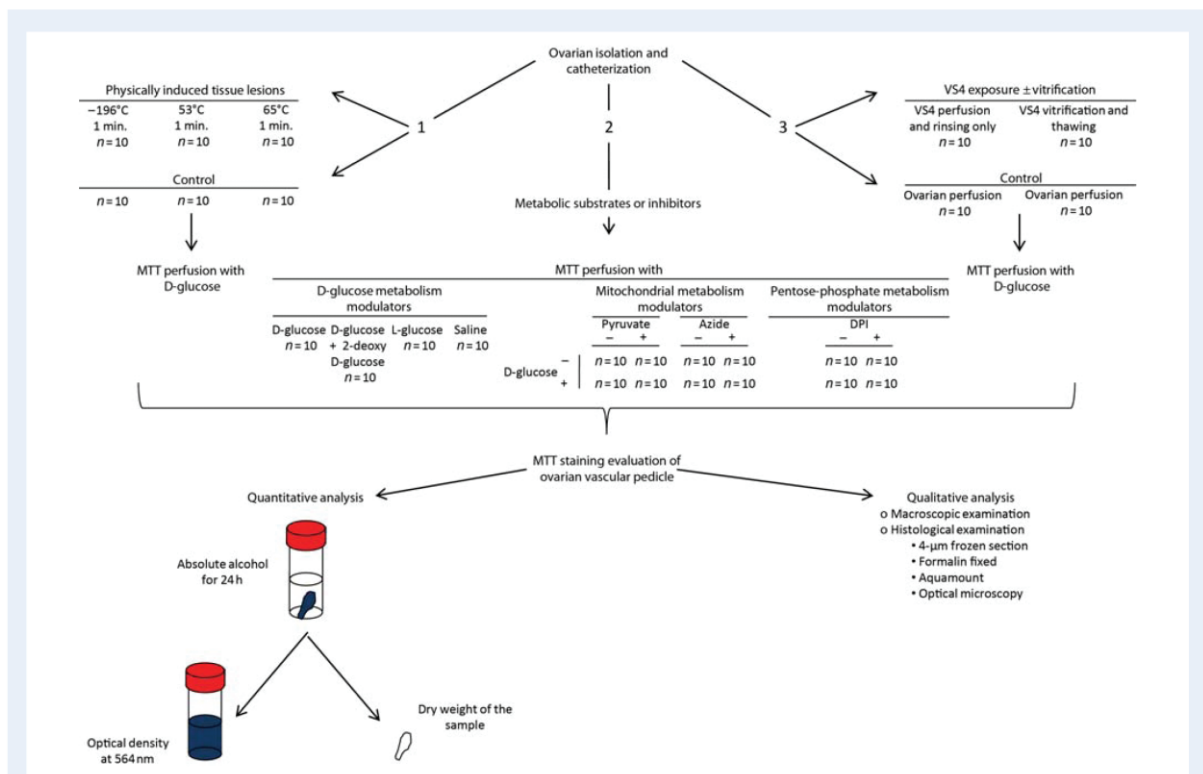 Ovarian isolation and
catheterization
Physically induced tissue lesions
−196°C 53°C 65°C
1 min. 1 min. 1 min.
n = 10 n = 10 n = 10
Control
n = 10 n = 10 n = 10
MTT perfusion with
D-glucose
1 2 3
Metabolic substrates or inhibitors
VS4 exposure ± vitrification
VS4 perfusion VS4 vitrification and
and rinsing only thawing
n = 10 n = 10
Control
Ovarian perfusion Ovarian perfusion
n = 10 n = 10
MTT perfusion with
D-glucose
MTT perfusion with
D-glucose metabolism
modulators
D-glucose D-glucose L-glucose Saline
n = 10 + 2-deoxy n = 10 n = 10
D-glucose
n = 10
Mitochondrial metabolism
modulators
Pyruvate Azide
− + − +
Pentose-phosphate metabolism
modulators
DPI
− +
D-glucose
− n = 10 n = 10 n = 10 n = 10 n = 10 n = 10
+ n = 10 n = 10 n = 10 n = 10 n = 10 n = 10
MTT staining evaluation of
ovarian vascular pedicle
Quantitative analysis
Absolute alcohol
for 24 h
Optical density
at 564 nm
Dry weight of the
sample
Qualitative analysis
o Macroscopic examination
o Histological examination
• 4-μm frozen section
• Formalin fixed
• Aquamount
• Optical microscopy